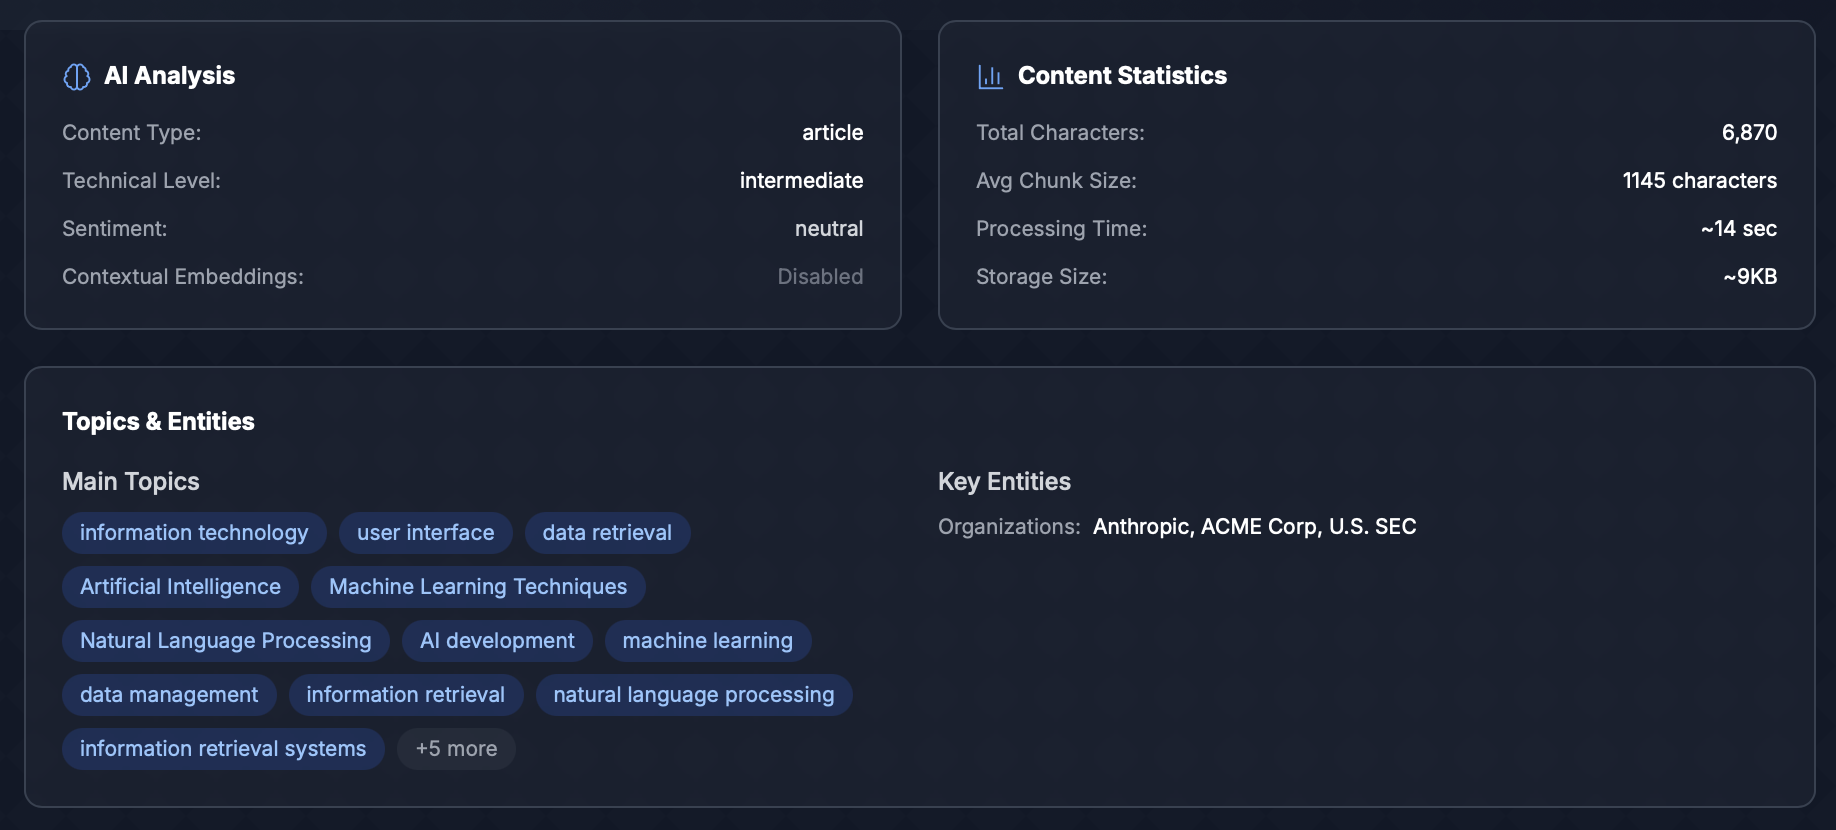 AI Analysis
Content Type: article
Technical Level: intermediate
Sentiment: neutral
Contextual Embeddings: Disabled
Content Statistics
Total Characters: 6,870
Avg Chunk Size: 1145 characters
Processing Time: ~14 sec
Storage Size: ~9KB
Topics & Entities
Main Topics
information technology user interface data retrieval
Artificial Intelligence Machine Learning Techniques
Natural Language Processing AI development machine learning
data management information retrieval natural language processing
information retrieval systems +5 more
Key Entities
Organizations: Anthropic, ACME Corp, U.S. SEC